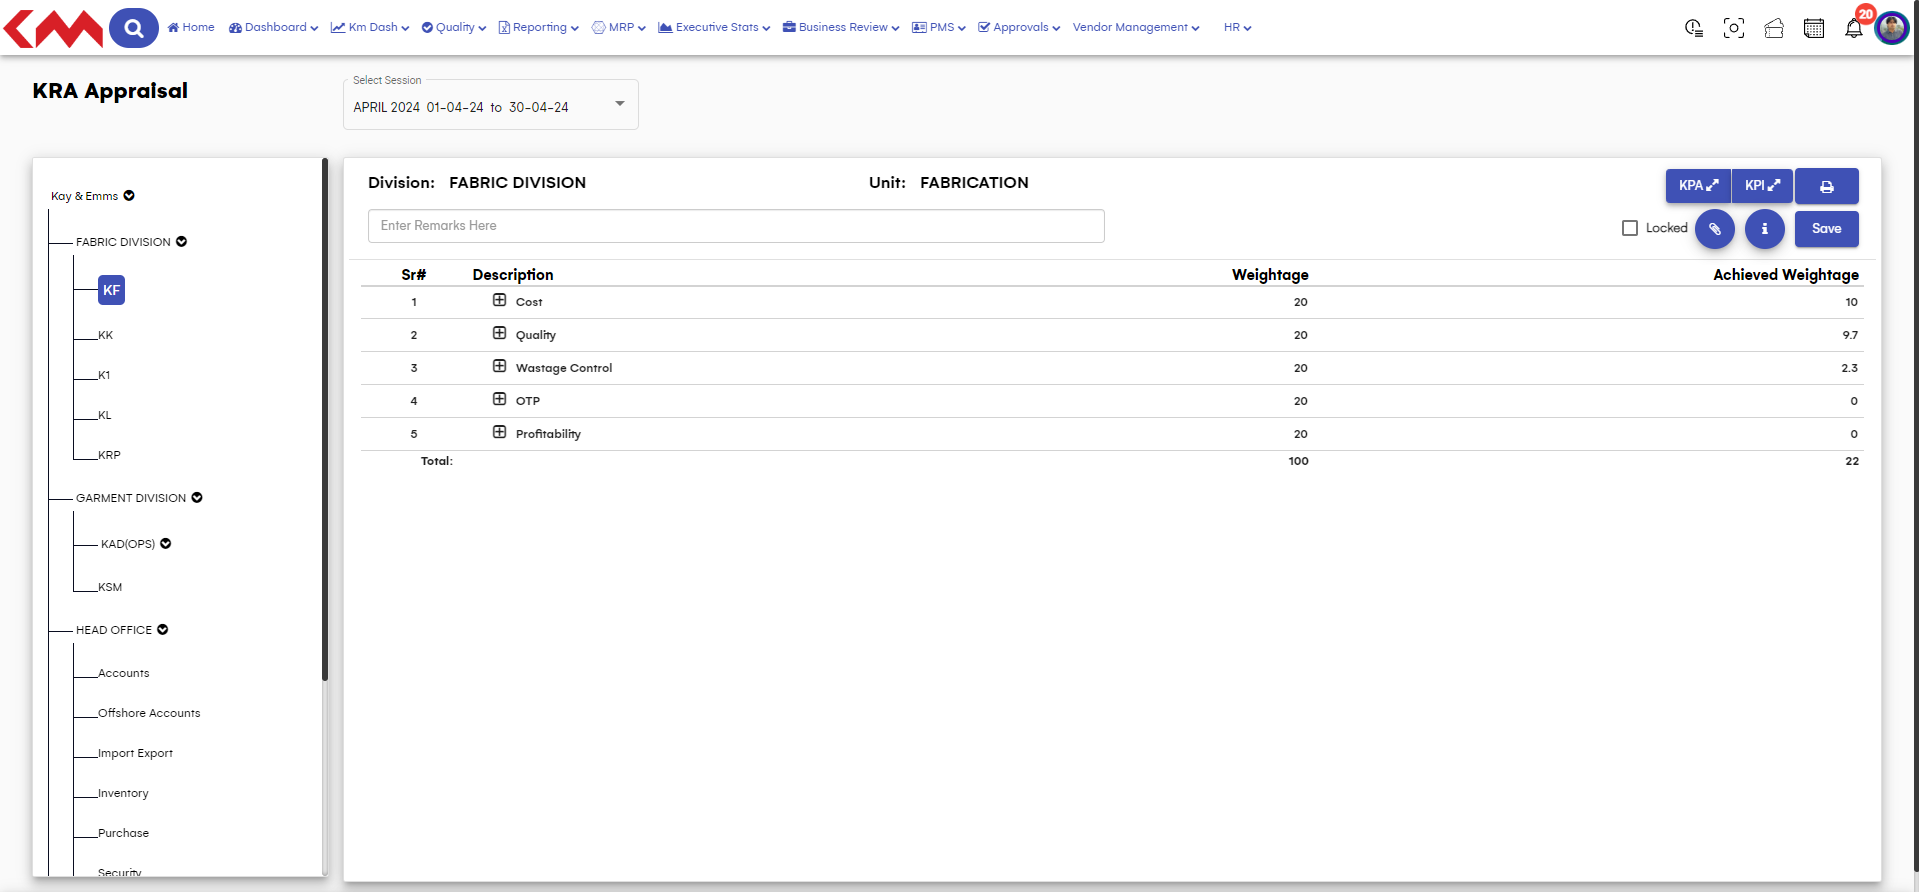 KM Home Dashboard Km Dash Quality Reporting MRP Executive Stats Business Review PMS Approvals Vendor Management HR 20
KRA Appraisal
Select Session
APRIL 2024 01-04-24 to 30-04-24
Kay & Emms
FABRIC DIVISION
KF
KK
K1
KL
KRP
GARMENT DIVISION
KAD(OPS)
KSM
HEAD OFFICE
Accounts
Offshore Accounts
Import Export
Inventory
Purchase
Security
Division: FABRIC DIVISION Unit: FABRICATION KPA KPI
Enter Remarks Here Locked Save
Sr# Description Weightage Achieved Weightage
1 Cost 20 10
2 Quality 20 9.7
3 Wastage Control 20 2.3
4 OTP 20 0
5 Profitability 20 0
Total: 100 22